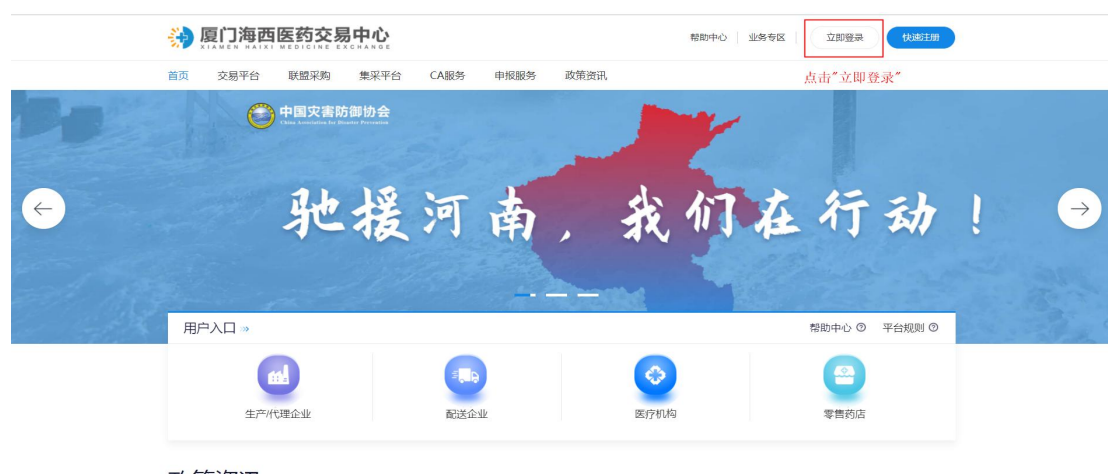 厦门海西医药交易中心
XIAMEN HAIXI MEDICINE EXCHANGE
帮助中心 业务专区 立即登录 快速注册
首页 交易平台 联盟采购 集采平台 CA服务 申报服务 政策资讯
点击"立即登录"
中国灾害防御协会
China Association for Disaster Prevention
驰援河南，我们在行动！
用户入口
帮助中心 平台规则
生产/代理企业 配送企业 医疗机构 零售药店
政策资讯